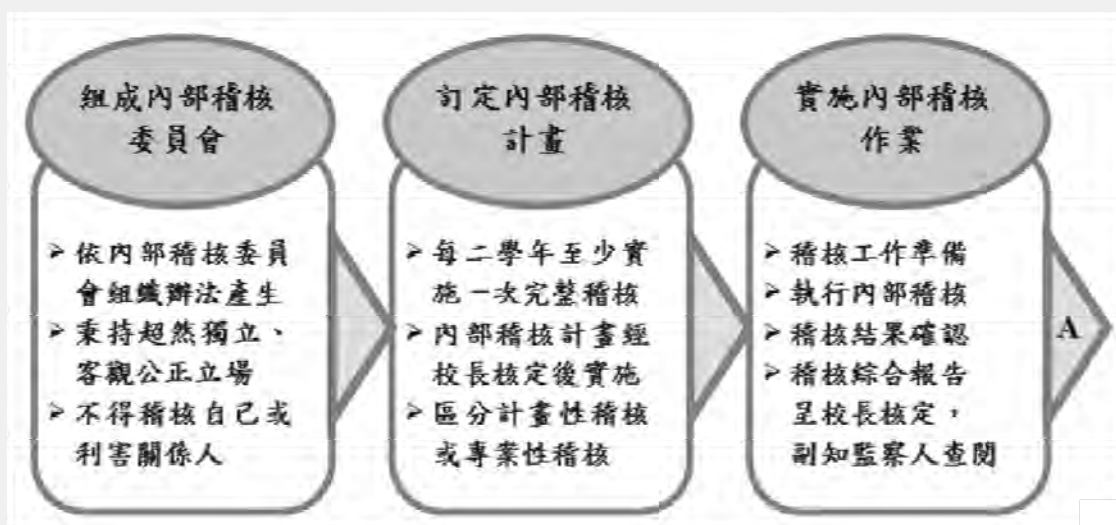 組成內部稽核
委員會
➢ 依內部稽核委員
會組織辦法產生
➢ 秉持超然獨立、
客觀公正立場
➢ 不得稽核自己或
利害關係人
訂定內部稽核
計畫
➢ 每二學年至少實
施一次完整稽核
➢ 內部稽核計畫經
校長核定後實施
➢ 區分計畫性稽核
或專案性稽核
實施內部稽核
作業
➢ 稽核工作準備
➢ 執行內部稽核
➢ 稽核結果確認
➢ 稽核綜合報告
呈校長核定，
副知監察人查閱
A